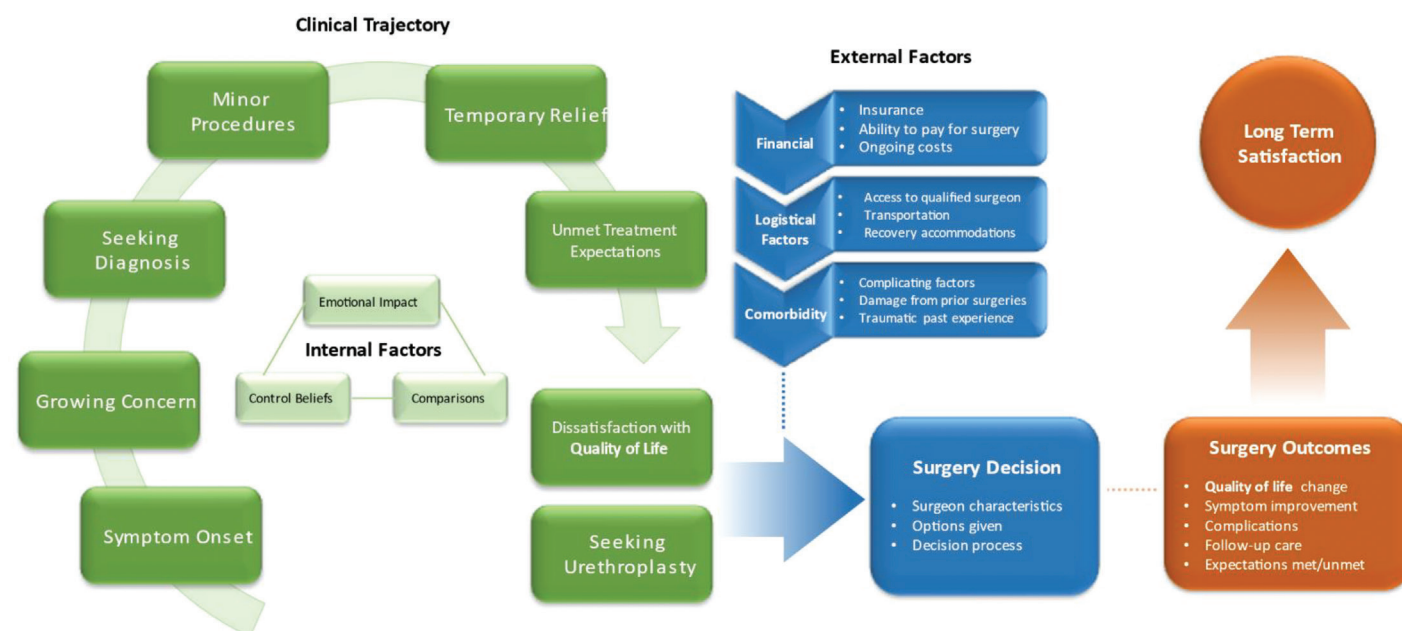 Clinical Trajectory
Minor
Procedures
Temporary Relief
Seeking
Diagnosis
Unmet Treatment
Expectations
Emotional Impact
Internal Factors
Control Beliefs
Comparisons
Growing Concern
Symptom Onset
Dissatisfaction with
Quality of Life
Seeking
Urethroplasty
External Factors
Financial
• Insurance
• Ability to pay for surgery
• Ongoing costs
Logistical
Factors
• Access to qualified surgeon
• Transportation
• Recovery accommodations
Comorbidity
• Complicating factors
• Damage from prior surgeries
• Traumatic past experience
Surgery Decision
• Surgeon characteristics
• Options given
• Decision process
Long Term
Satisfaction
Surgery Outcomes
• Quality of life change
• Symptom improvement
• Complications
• Follow-up care
• Expectations met/unmet